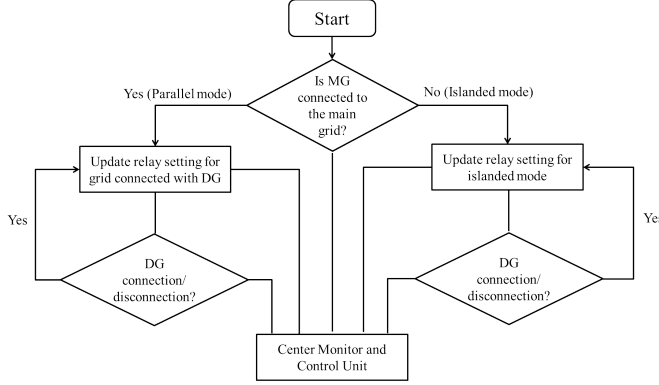 Start
Is MG
connected to
the main
grid?
Yes (Parallel mode)
No (Islanded mode)
Update relay setting for
grid connected with DG
Update relay setting for
islanded mode
Yes
Yes
DG
connection/
disconnection?
DG
connection/
disconnection?
Center Monitor and
Control Unit